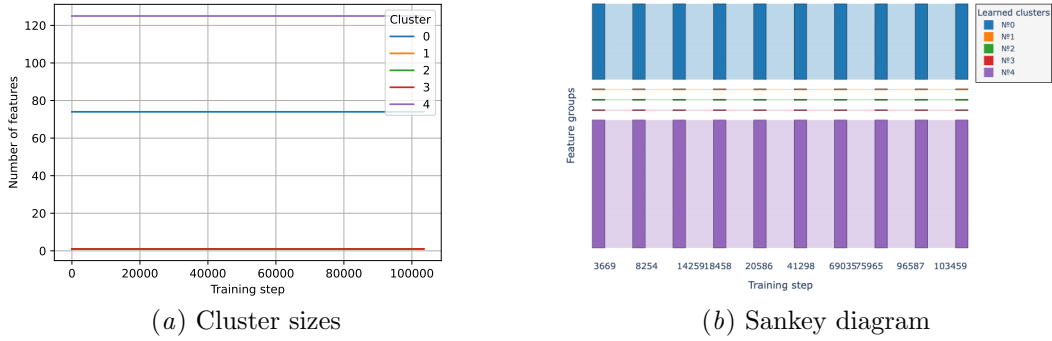 120
100
80
60
40
20
0
Number of features
0 20000 40000 60000 80000 100000
Training step
Cluster
0
1
2
3
4
(a) Cluster sizes
Feature groups
3669 8254 1425918458 20586 41298 6903575965 96587 103459
Training step
Learned clusters
№0
№1
№2
№3
№4
(b) Sankey diagram